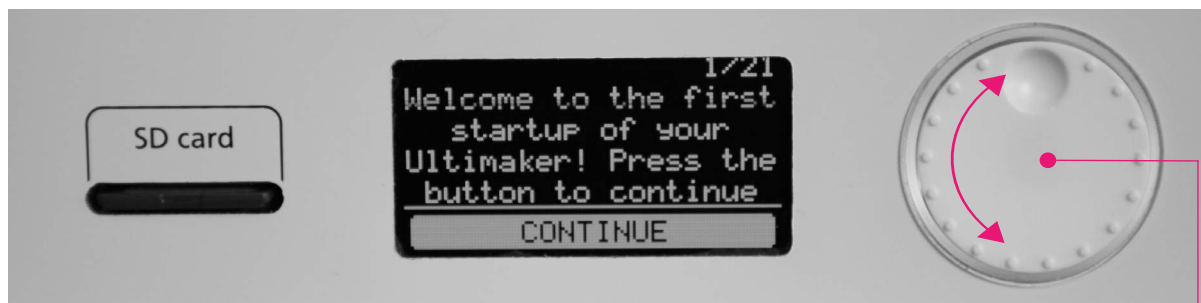 SD card
1/21
Welcome to the first
startup of your
Ultimaker! Press the
button to continue
CONTINUE